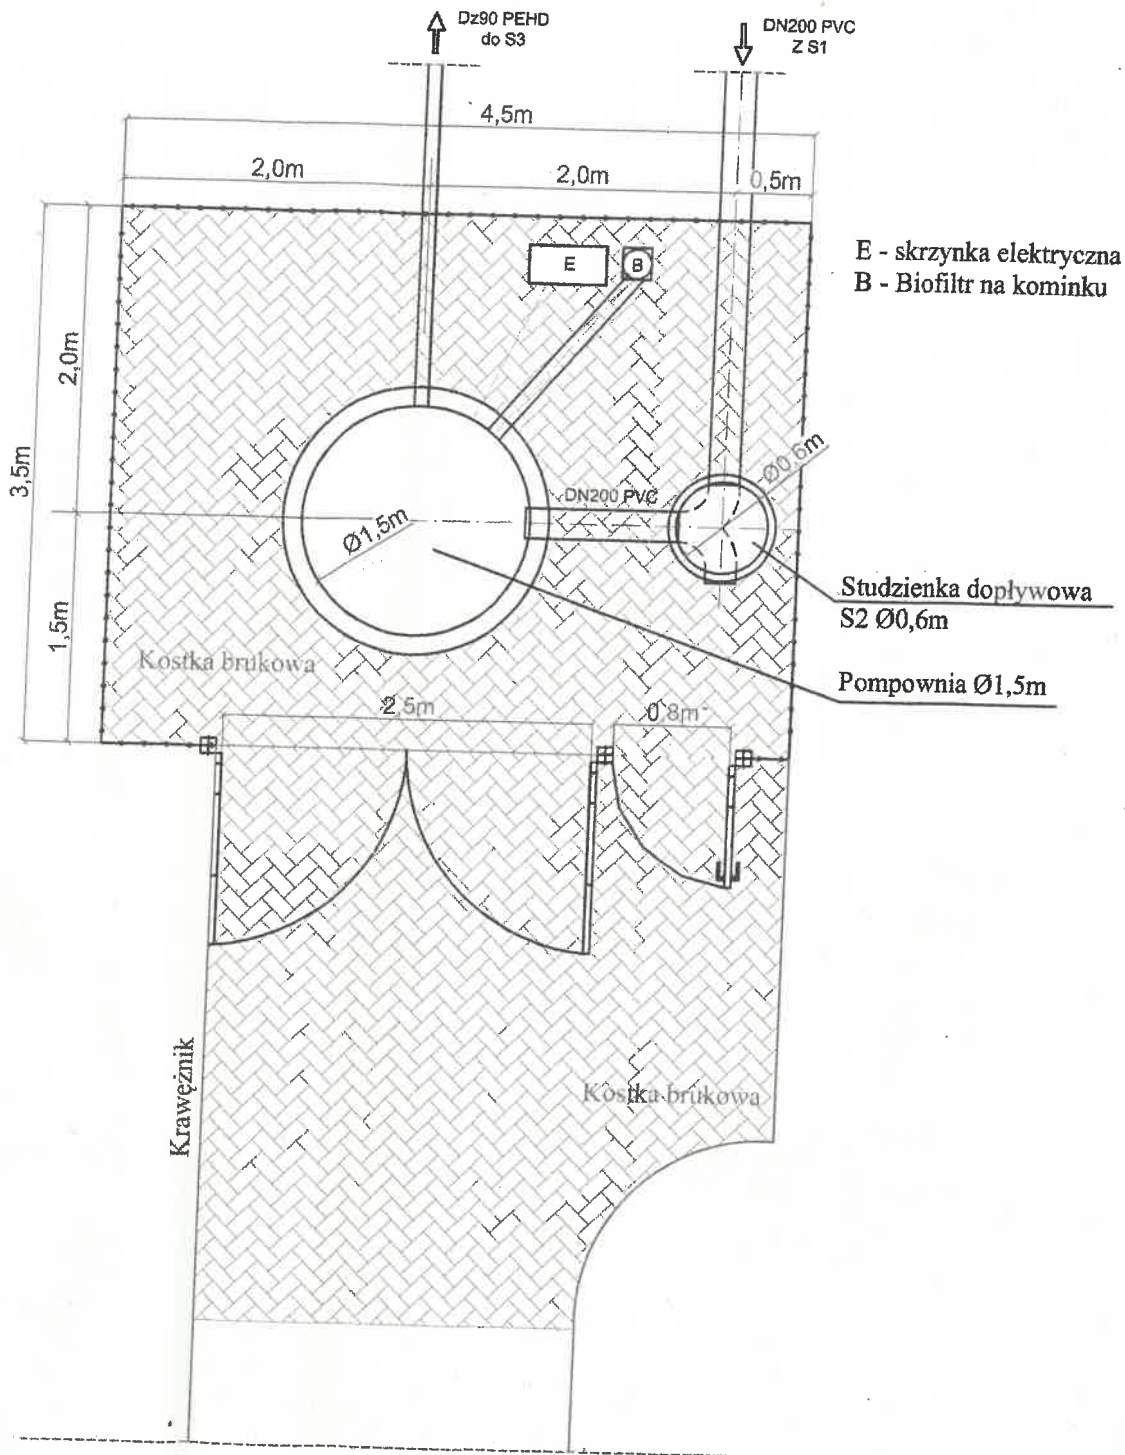 Dz90 PEHD
do S3
DN200 PVC
Z S1
4,5m
2,0m
2,0m
0,5m
E - skrzynka elektryczna
B - Biofiltr na kominku
E
B
2,0m
3,5m
1,5m
Ø0,6m
DN200 PVC
Ø1,5m
Studzienka dopływowa
S2 Ø0,6m
Kostka brukowa
Pompownia Ø1,5m
2,5m
0,8m
Krawężnik
Kostka brukowa